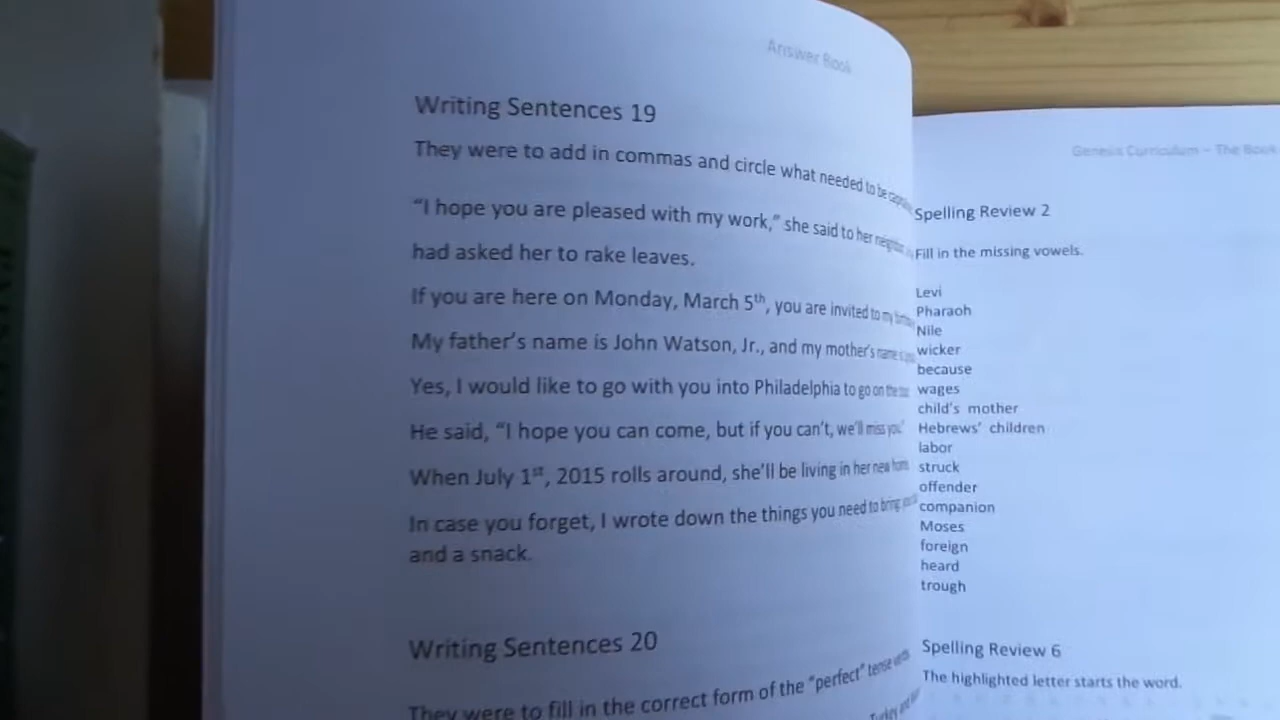 Answer Book
Writing Sentences 19
They were to add in commas and circle what needed to be
“I hope you are pleased with my work,” she said to her
had asked her to rake leaves.
If you are here on Monday, March 5th, you are invited to my
My father’s name is John Watson, Jr., and my mother’s name is
Yes, I would like to go with you into Philadelphia to go on the
He said, “I hope you can come, but if you can’t, we’ll miss you.”
When July 1st, 2015 rolls around, she’ll be living in her new
In case you forget, I wrote down the things you need to bring
and a snack.
Writing Sentences 20
They were to fill in the correct form of the “perfect” tense
Turkey and
Genesis Curriculum – The Book
Spelling Review 2
Fill in the missing vowels.
Levi
Pharaoh
Nile
wicker
because
wages
child’s mother
Hebrews’ children
labor
struck
offender
companion
Moses
foreign
heard
trough
Spelling Review 6
The highlighted letter starts the word.